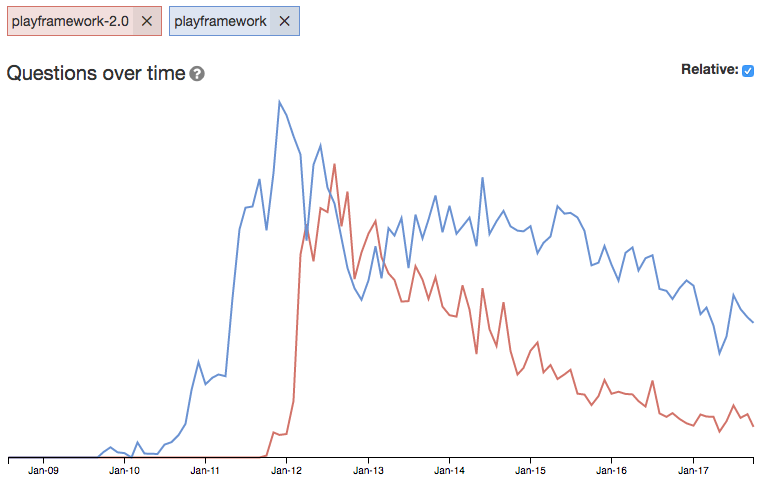 playframework-2.0 × playframework ×
Questions over time ?
Relative:
Jan-09 Jan-10 Jan-11 Jan-12 Jan-13 Jan-14 Jan-15 Jan-16 Jan-17